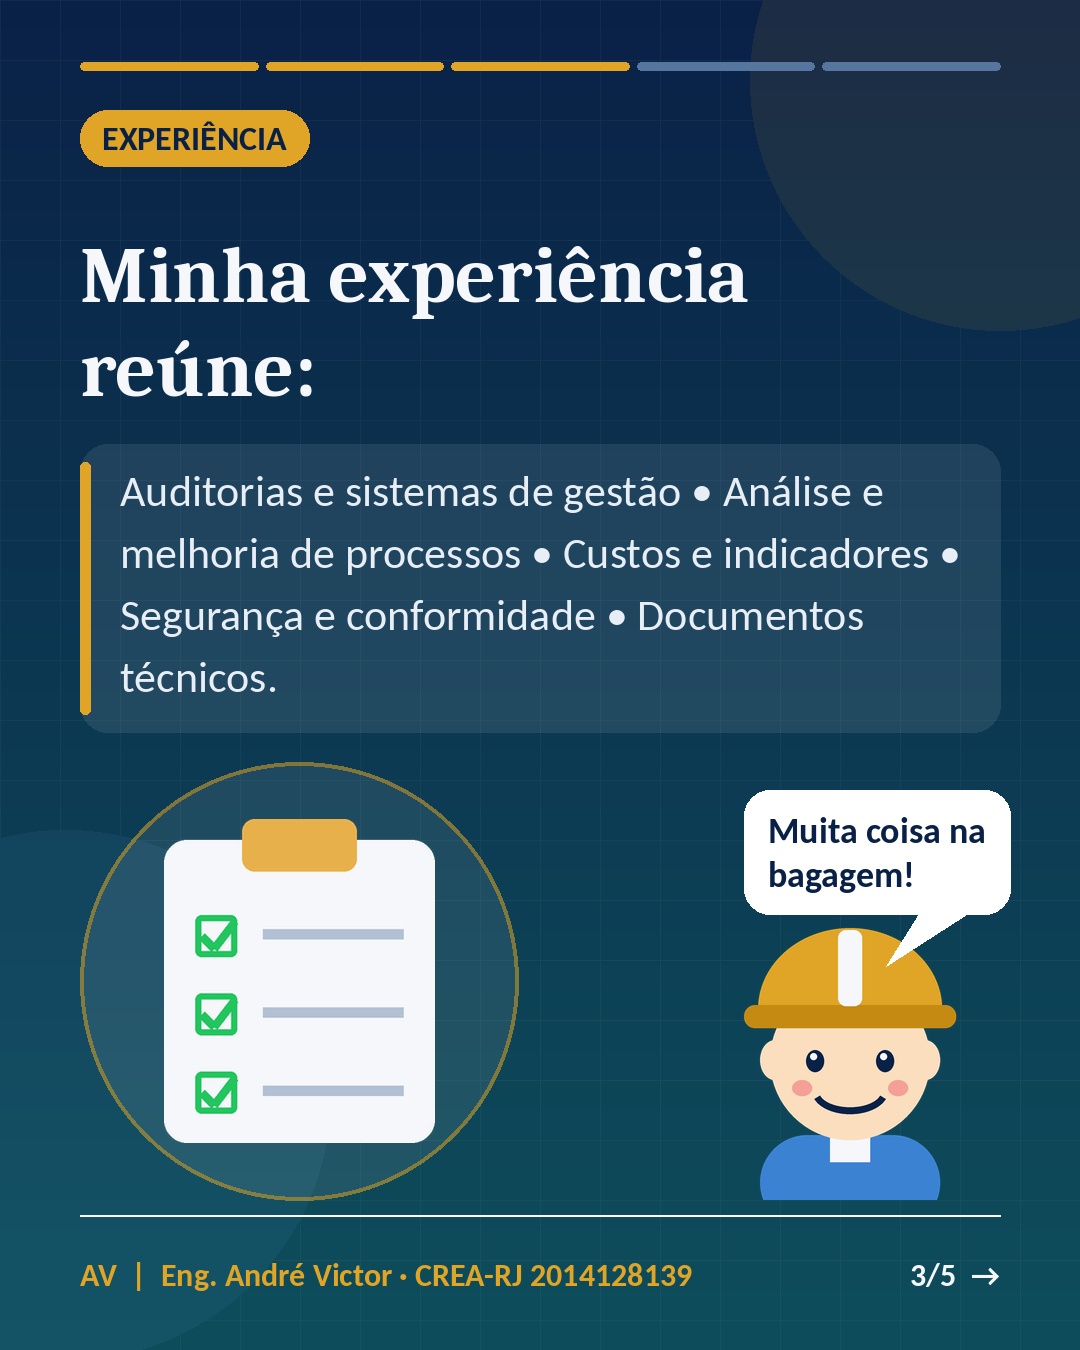 EXPERIÊNCIA
Minha experiência
reúne:
Auditorias e sistemas de gestão • Análise e
melhoria de processos • Custos e indicadores •
Segurança e conformidade • Documentos
técnicos.
Muita coisa na
bagagem!
AV | Eng. André Victor · CREA-RJ 2014128139
3/5 →